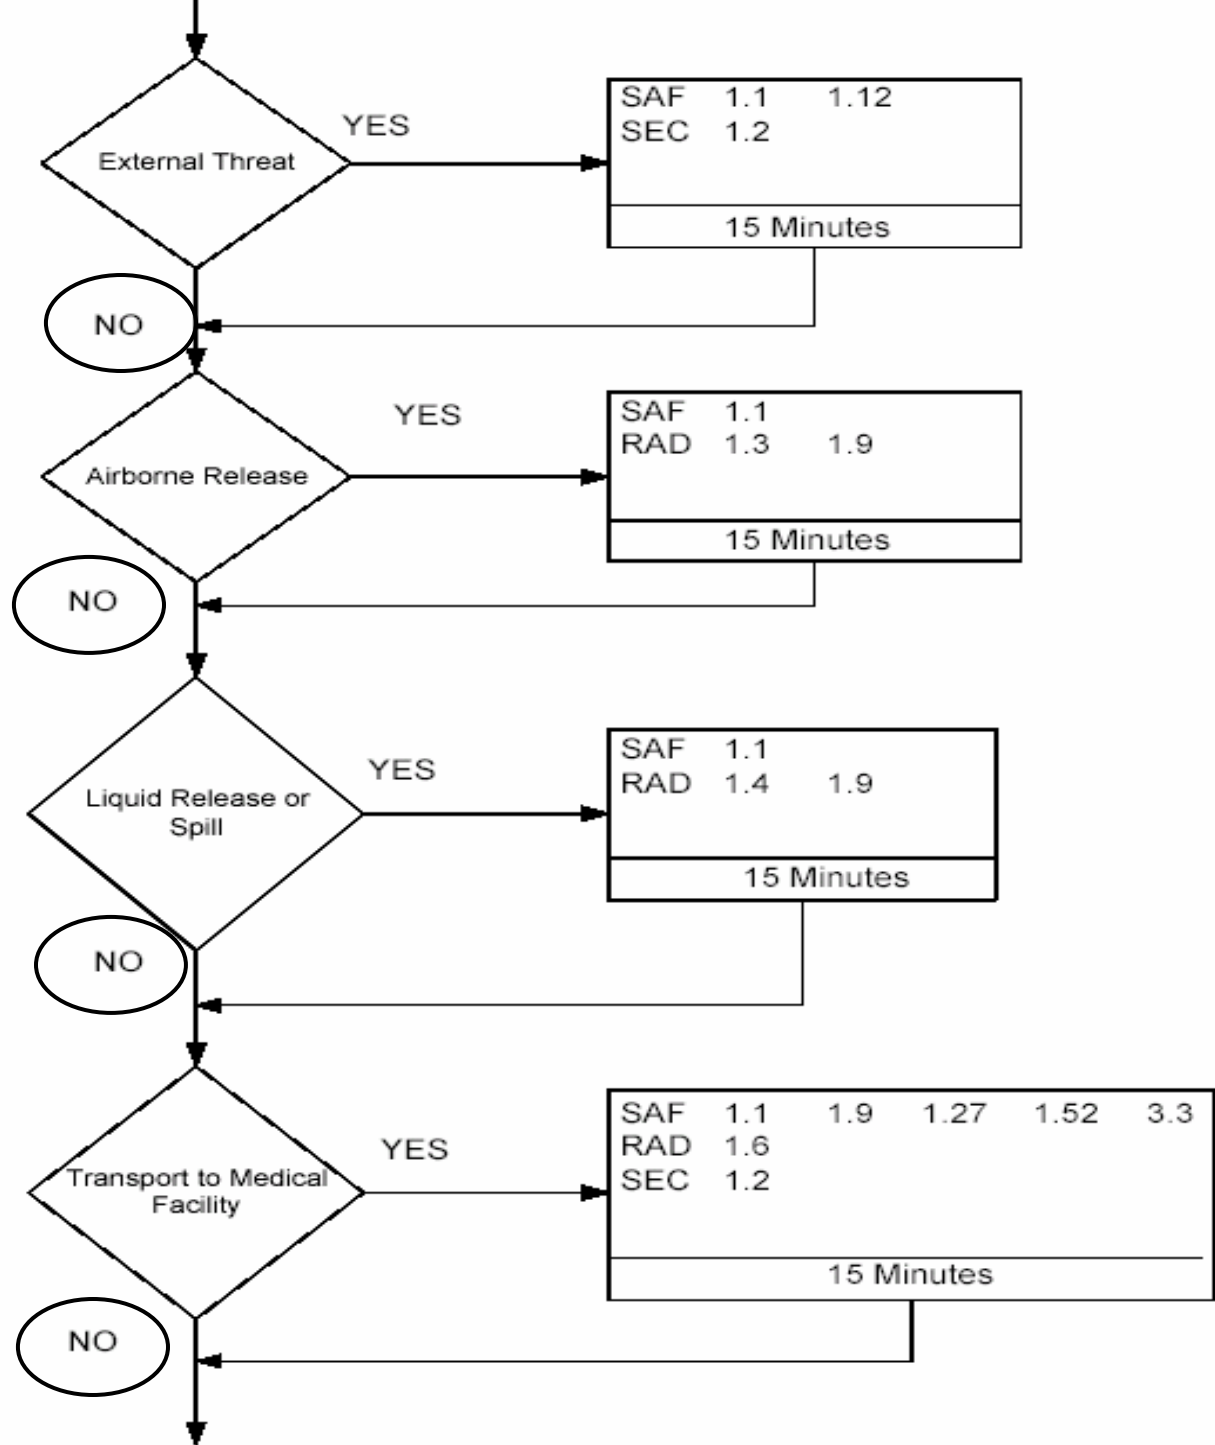 YES
SAF 1.1 1.12
SEC 1.2
External Threat
15 Minutes
NO
YES
SAF 1.1
RAD 1.3 1.9
Airborne Release
15 Minutes
NO
YES
SAF 1.1
RAD 1.4 1.9
Liquid Release or
Spill
15 Minutes
NO
YES
SAF 1.1 1.9 1.27 1.52 3.3
RAD 1.6
SEC 1.2
Transport to Medical
Facility
15 Minutes
NO